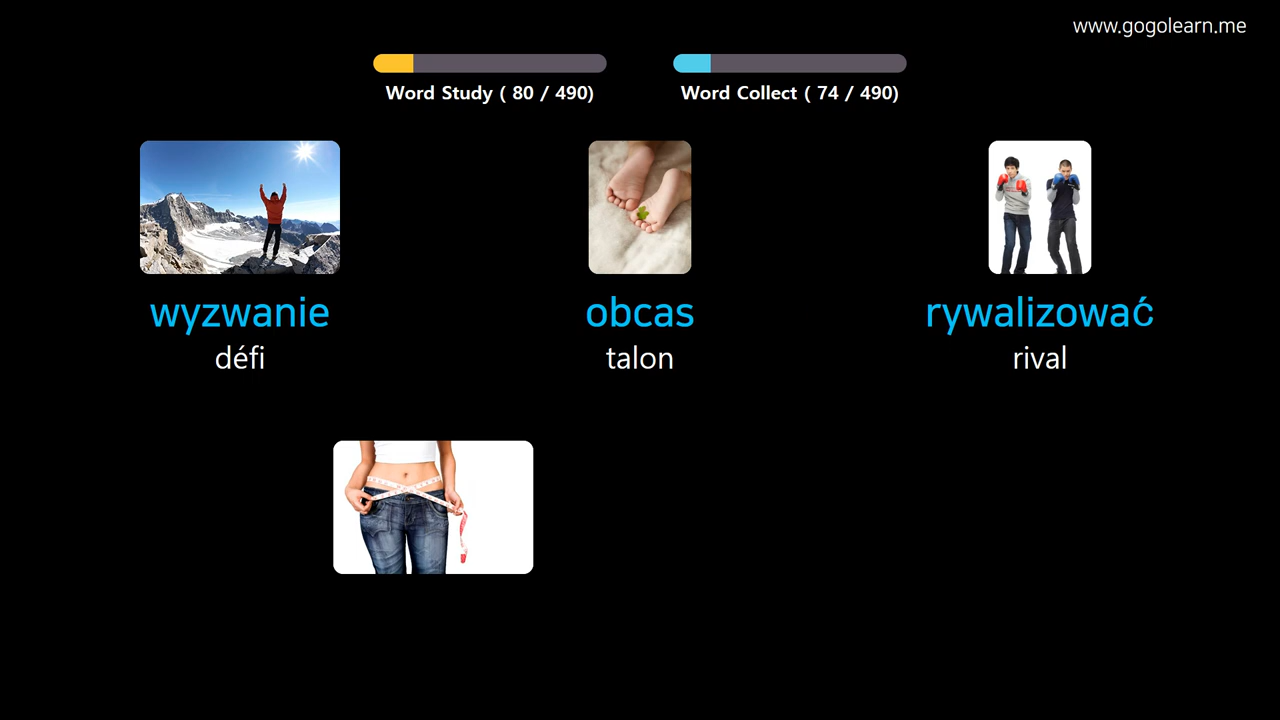 www.gogolearn.me
Word Study ( 80 / 490)
Word Collect ( 74 / 490)
wyzwanie
défi
obcas
talon
rywalizować
rival